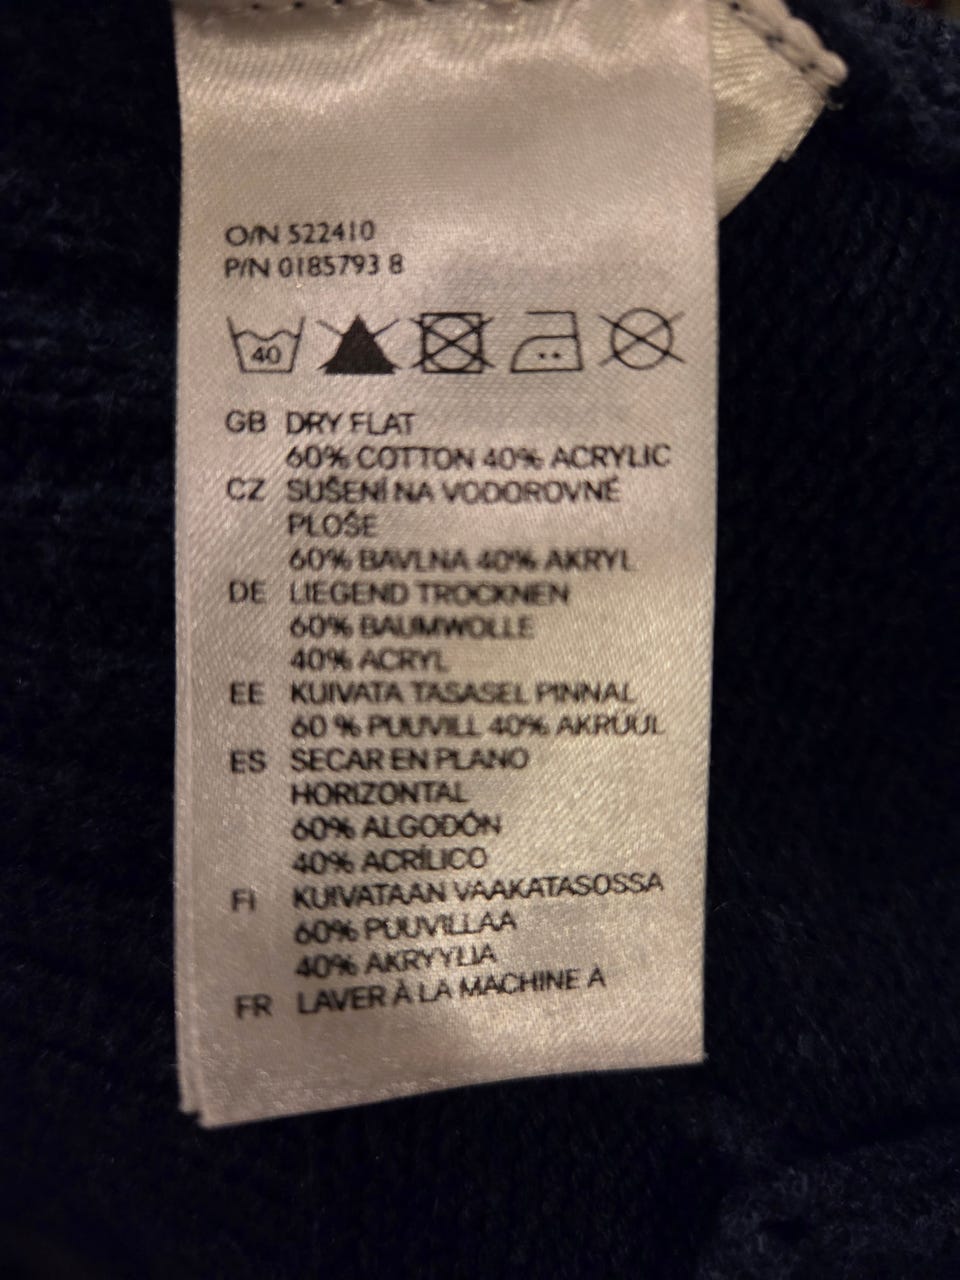 O/N 522410
P/N 0185793 8
40
GB DRY FLAT
60% COTTON 40% ACRYLIC
CZ SUŠENÍ NA VODOROVNÉ
PLOŠE
60% BAVLNA 40% AKRYL
DE LIEGEND TROCKNEN
60% BAUMWOLLE
40% ACRYL
EE KUIVATA TASASEL PINNAL
60 % PUUVILL 40% AKRÜÜL
ES SECAR EN PLANO
HORIZONTAL
60% ALGODÓN
40% ACRÍLICO
FI KUIVATAAN VAAKATASOSSA
60% PUUVILLAA
40% AKRYYLIA
FR LAVER À LA MACHINE A